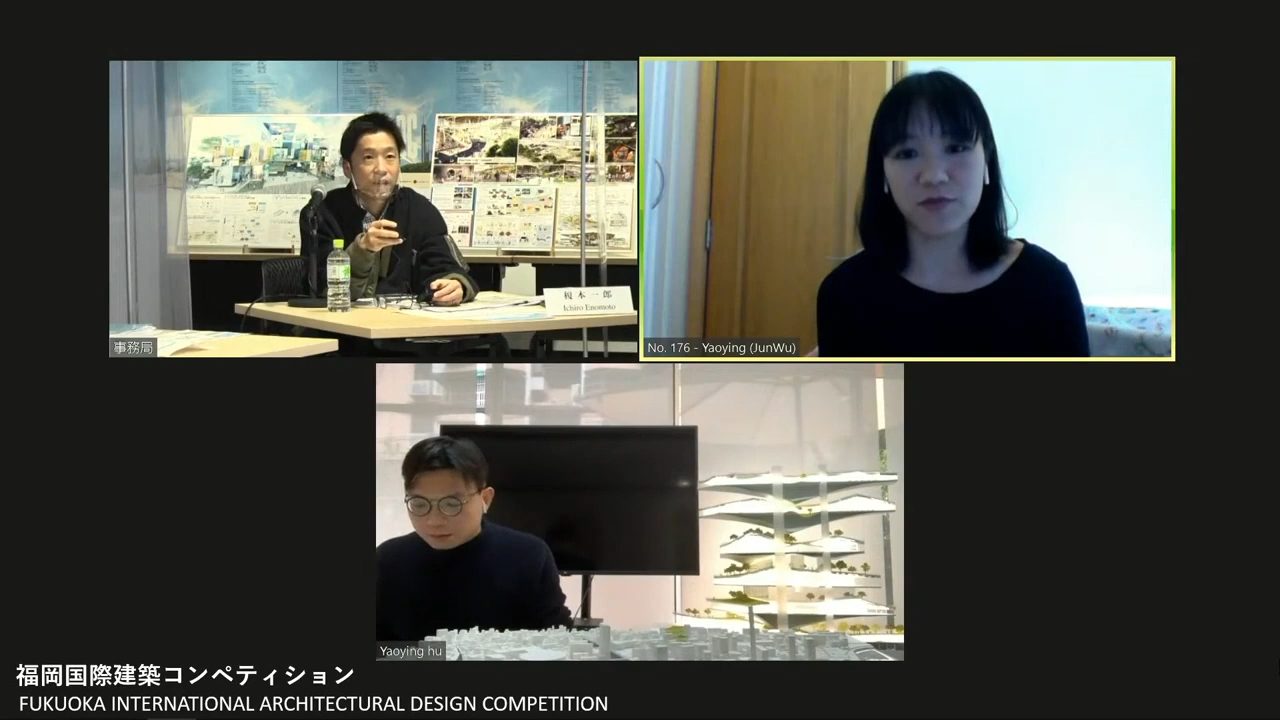 榎本一郎
Ichiro Enomoto
事務局
No. 176 - Yaoying (JunWu)
Yaoying hu
福岡国際建築コンペティション
FUKUOKA INTERNATIONAL ARCHITECTURAL DESIGN COMPETITION